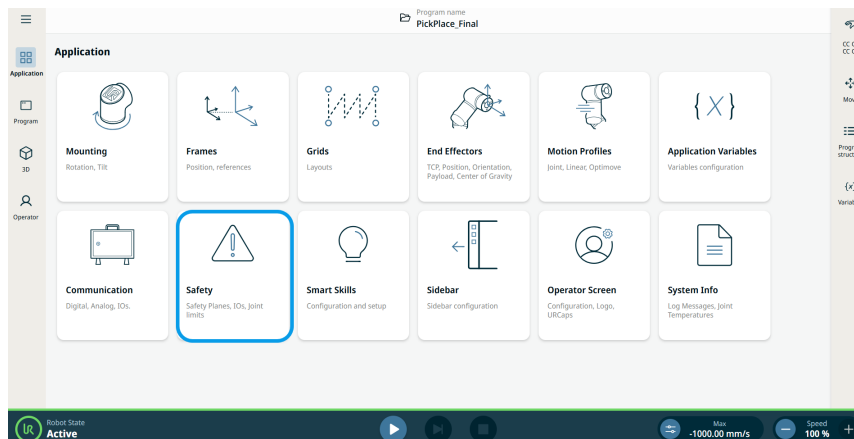 Program name
PickPlace_Final
Application
Application
Program
3D
Operator
Mounting
Rotation, Tilt
Frames
Position, references
Grids
Layouts
End Effectors
TCP, Position, Orientation,
Payload, Center of Gravity
Motion Profiles
Joint, Linear, Optimove
Application Variables
Variables configuration
Communication
Digital, Analog, IOs.
Safety
Safety Planes, IOs, Joint
limits
Smart Skills
Configuration and setup
Sidebar
Sidebar configuration
Operator Screen
Configuration, Logo,
URCaps
System Info
Log Messages, Joint
Temperatures
Robot State
Active
Max
-1000.00 mm/s
Speed
100 %